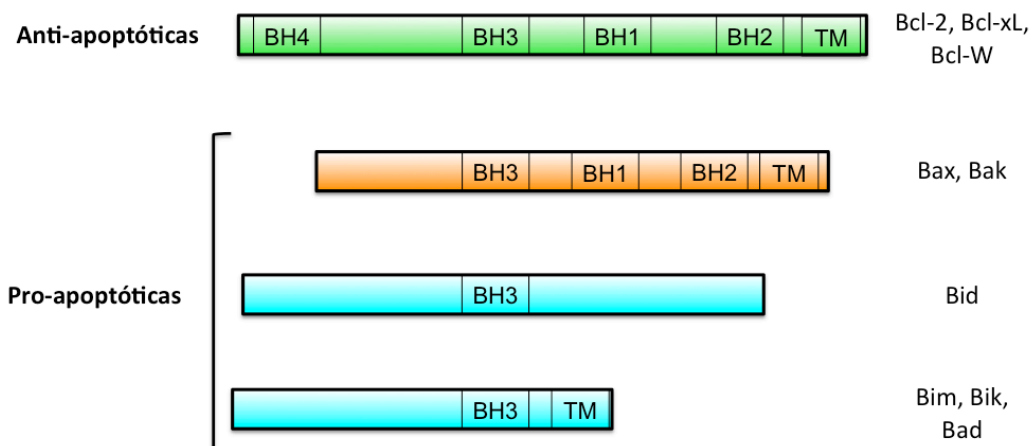 Anti-apoptóticas
BH4 BH3 BH1 BH2 TM
Bcl-2, Bcl-xL,
Bcl-W
BH3 BH1 BH2 TM
Bax, Bak
Pro-apoptóticas
BH3
Bid
BH3 TM
Bim, Bik,
Bad